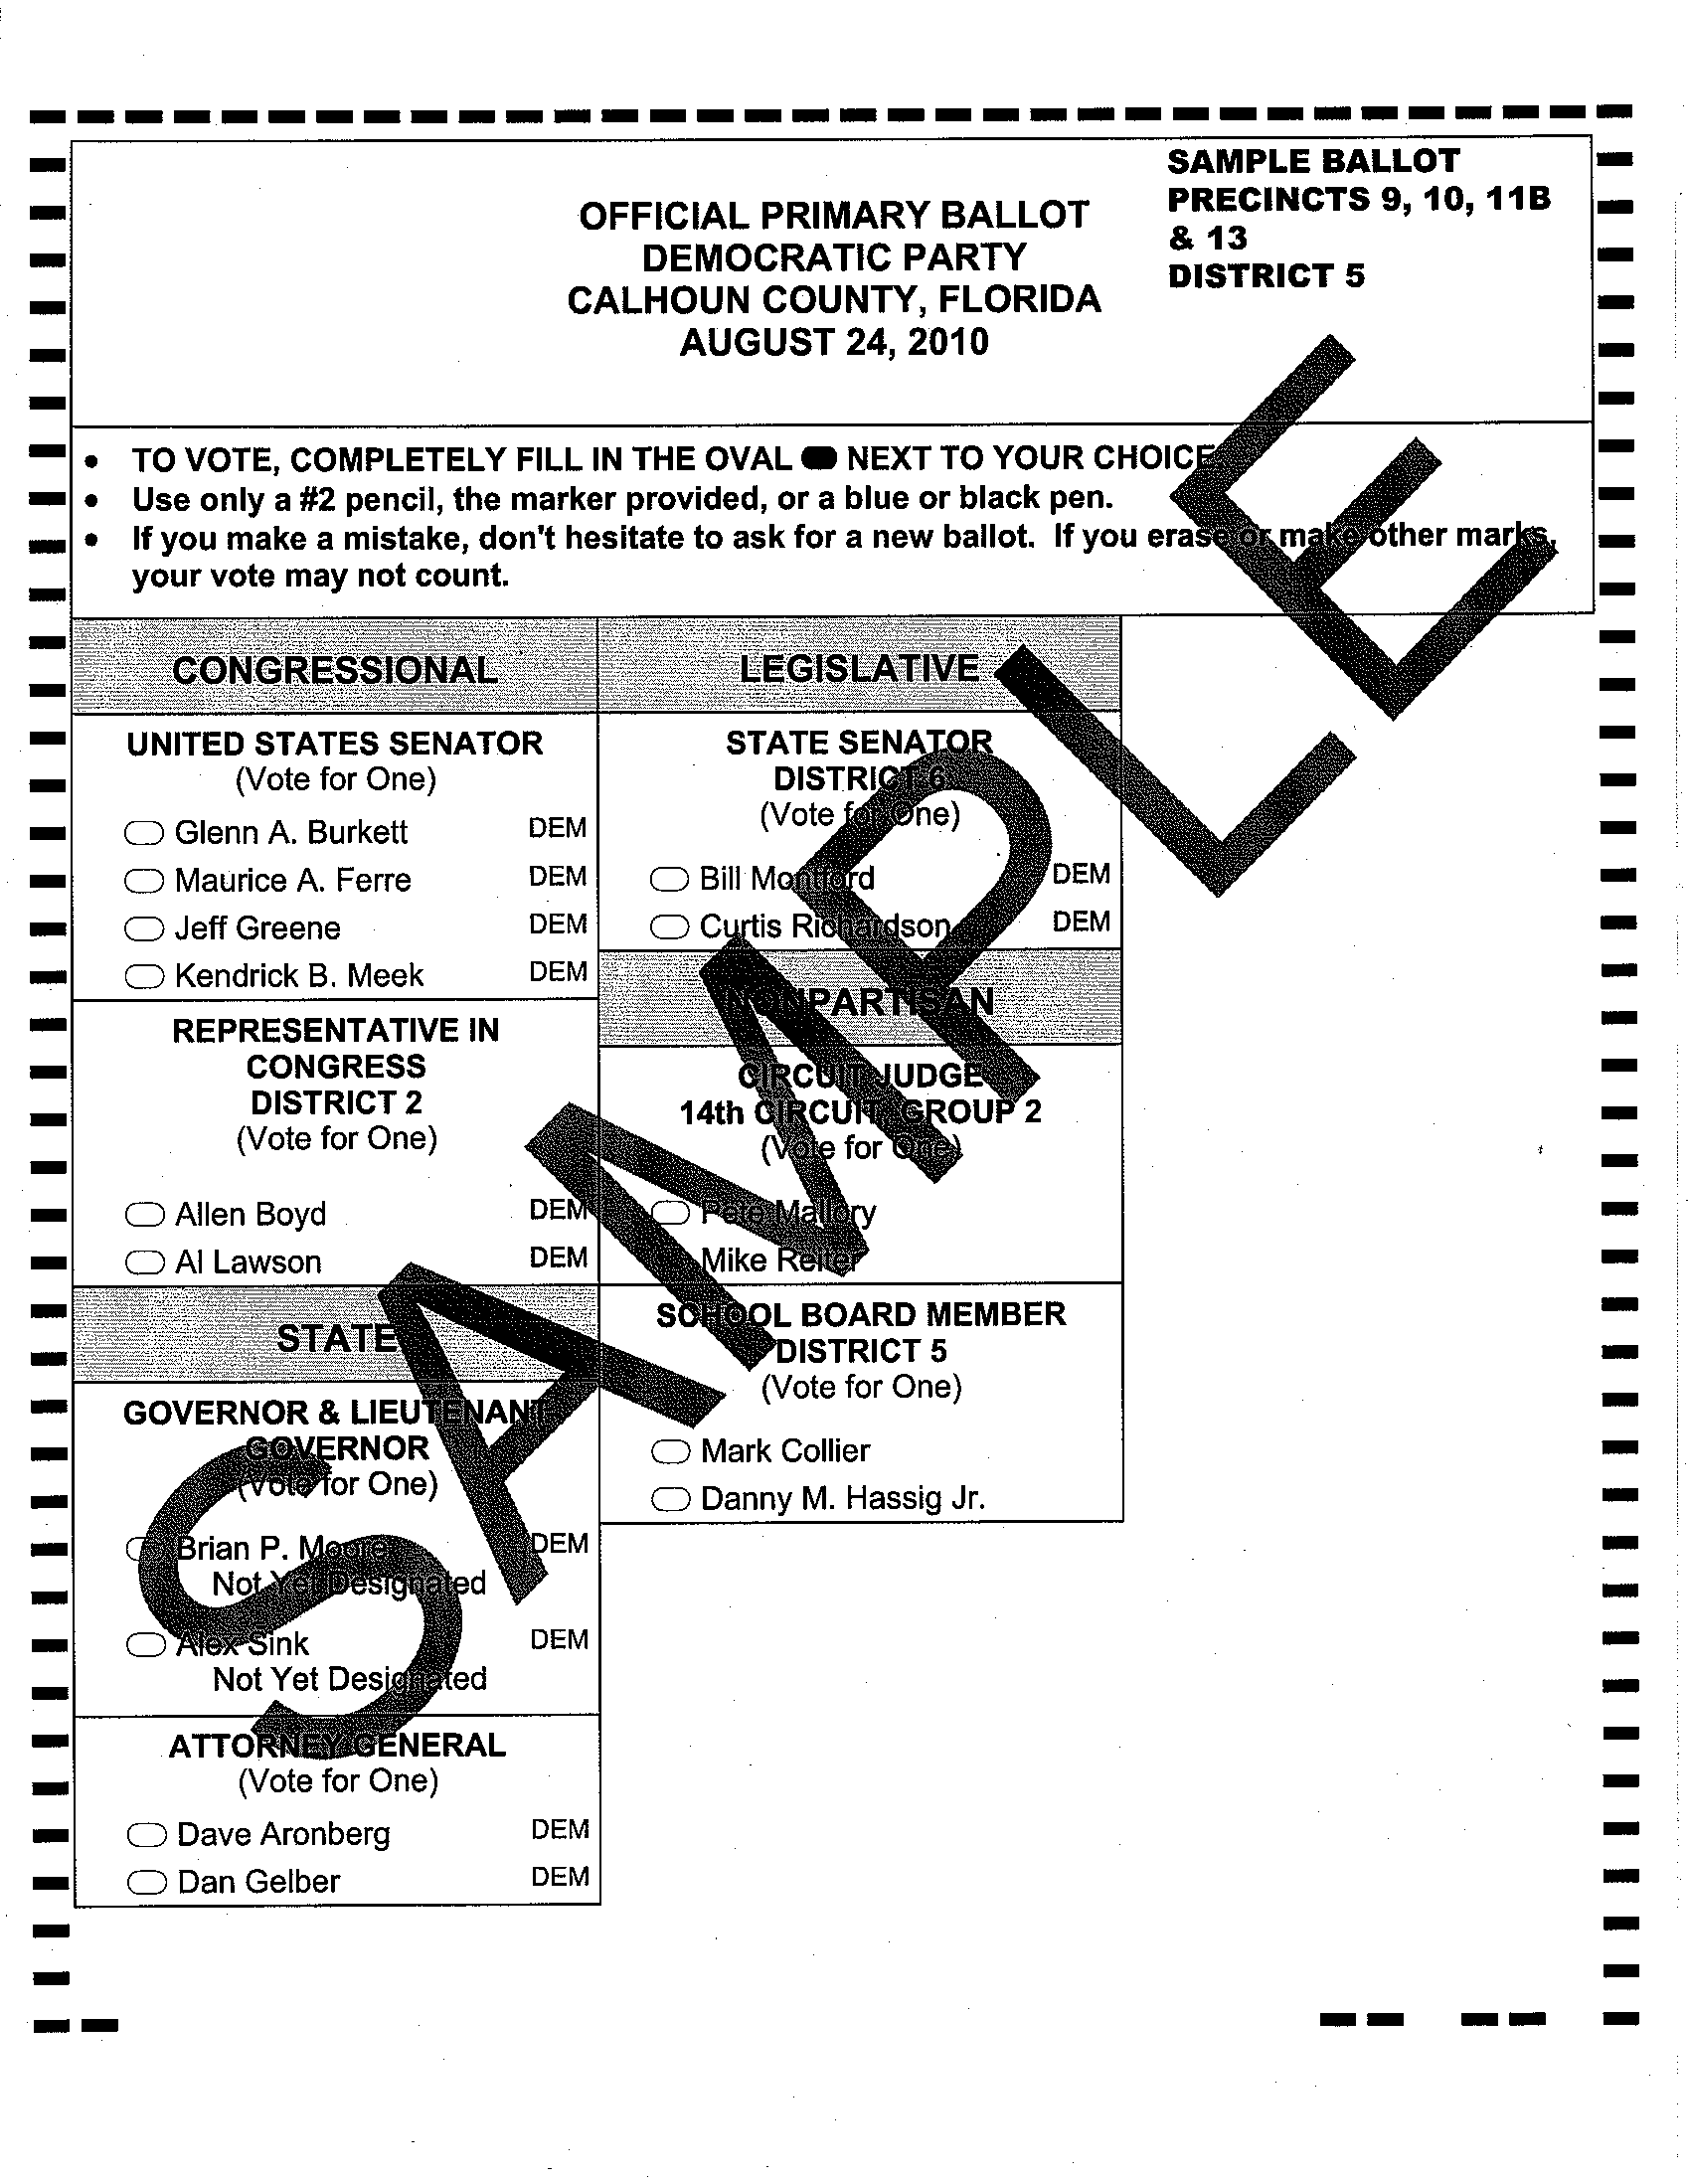 SAMPLE BALLOT
PRECINCTS 9, 10, 11B
& 13
DISTRICT 5
OFFICIAL PRIMARY BALLOT
DEMOCRATIC PARTY
CALHOUN COUNTY, FLORIDA
AUGUST 24, 2010
• TO VOTE, COMPLETELY FILL IN THE OVAL NEXT TO YOUR CHOICE
• Use only a #2 pencil, the marker provided, or a blue or black pen.
• If you make a mistake, don't hesitate to ask for a new ballot. If you erase or make other marks,
your vote may not count.
CONGRESSIONAL
UNITED STATES SENATOR
(Vote for One)
Glenn A. Burkett DEM
Maurice A. Ferre DEM
Jeff Greene DEM
Kendrick B. Meek DEM
REPRESENTATIVE IN
CONGRESS
DISTRICT 2
(Vote for One)
Allen Boyd DEM
Al Lawson DEM
STATE
GOVERNOR & LIEUTENANT
GOVERNOR
(Vote for One)
Brian P. Moore DEM
Not Yet Designated
Alex Sink DEM
Not Yet Designated
ATTORNEY GENERAL
(Vote for One)
Dave Aronberg DEM
Dan Gelber DEM
LEGISLATIVE
STATE SENATOR
DISTRICT 6
(Vote for One)
Bill Montford DEM
Curtis Richardson DEM
NONPARTISAN
CIRCUIT JUDGE
14th CIRCUIT, GROUP 2
(Vote for One)
Pete Mallory
Mike Reiter
SCHOOL BOARD MEMBER
DISTRICT 5
(Vote for One)
Mark Collier
Danny M. Hassig Jr.
SAMPLE